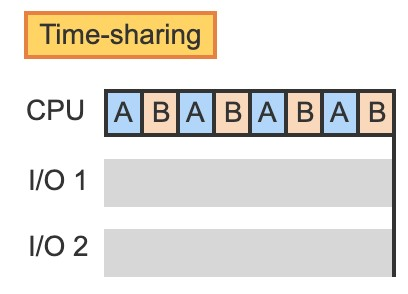 Time-sharing
CPU A B A B A B A B
I/O 1
I/O 2